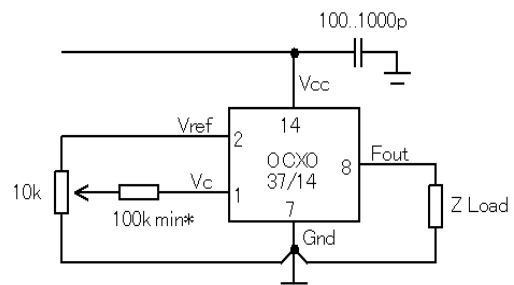 100..1000p
Vcc
Vref
14
2
OCXO
8
Fout
10k
Vc
1
37/14
Z Load
100k min*
7
Gnd